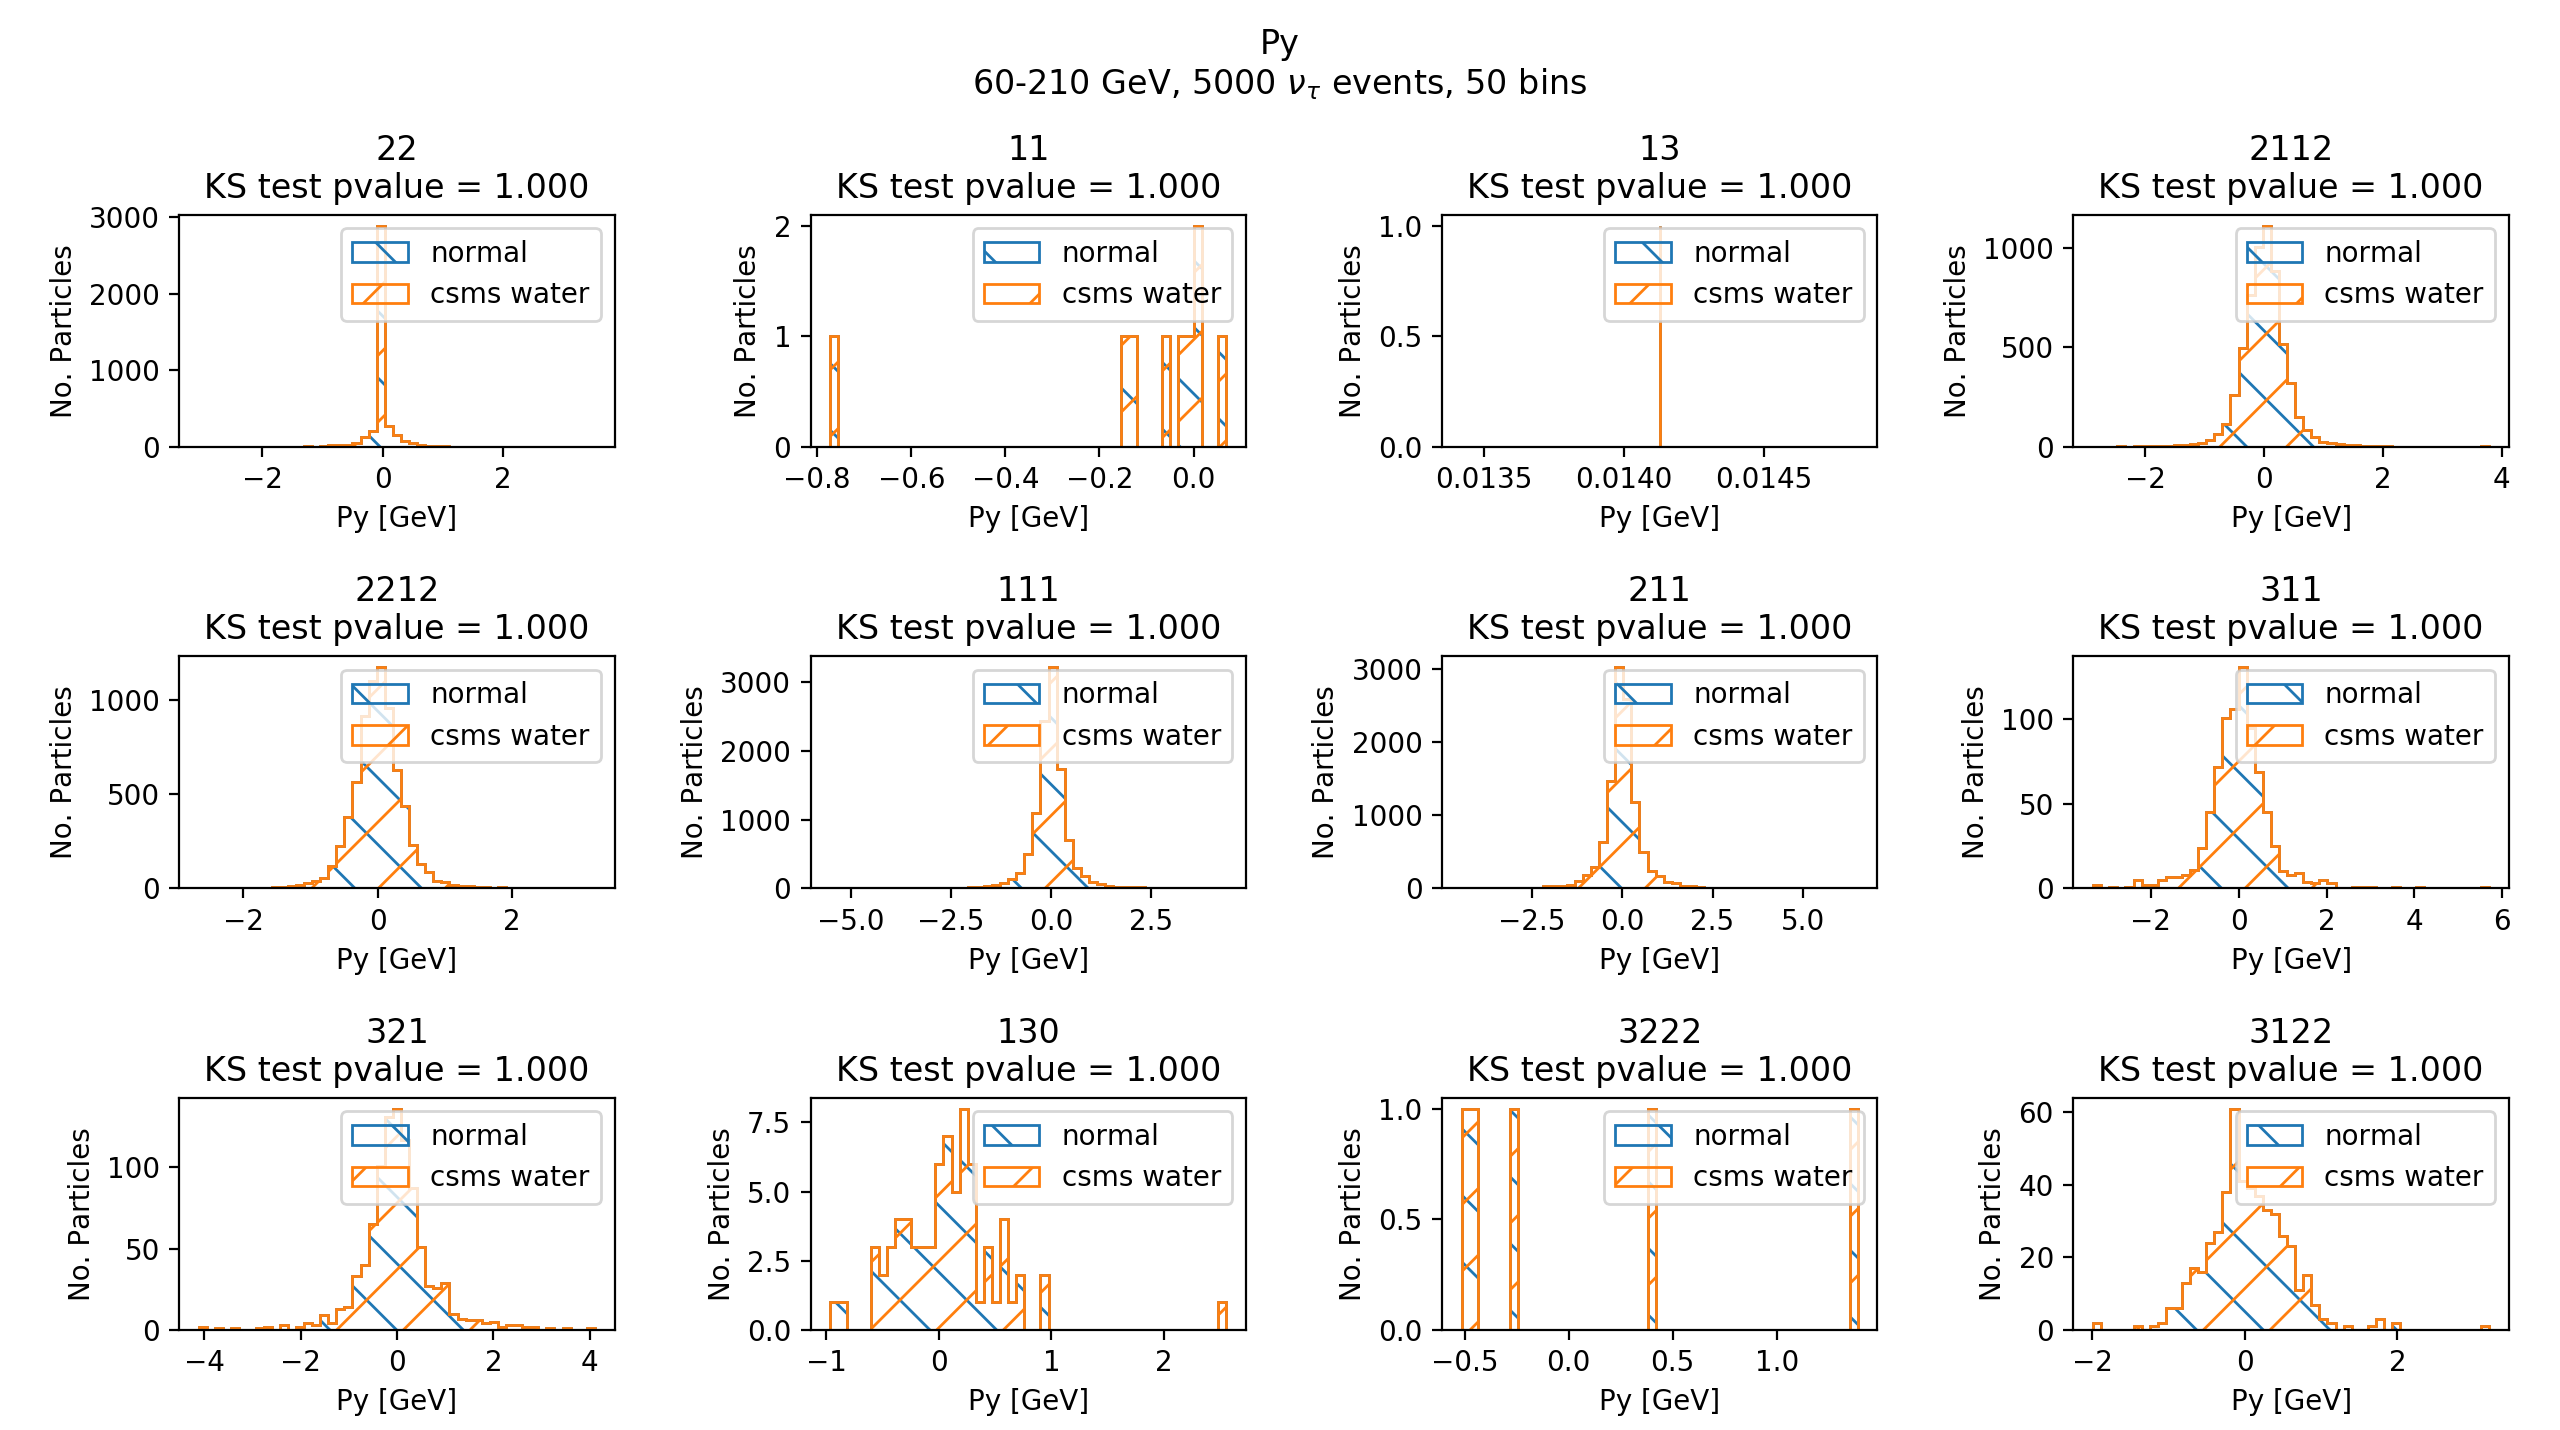 Py
60-210 GeV, 5000 ν_τ events, 50 bins
22
KS test pvalue = 1.000
3000
2000
1000
0
No. Particles
normal
csms water
−2 0 2
Py [GeV]
11
KS test pvalue = 1.000
2
1
0
No. Particles
normal
csms water
−0.8 −0.6 −0.4 −0.2 0.0
Py [GeV]
13
KS test pvalue = 1.000
1.0
0.5
0.0
No. Particles
normal
csms water
0.0135 0.0140 0.0145
Py [GeV]
2112
KS test pvalue = 1.000
1000
500
0
No. Particles
normal
csms water
−2 0 2 4
Py [GeV]
2212
KS test pvalue = 1.000
1000
500
0
No. Particles
normal
csms water
−2 0 2
Py [GeV]
111
KS test pvalue = 1.000
3000
2000
1000
0
No. Particles
normal
csms water
−5.0 −2.5 0.0 2.5
Py [GeV]
211
KS test pvalue = 1.000
3000
2000
1000
0
No. Particles
normal
csms water
−2.5 0.0 2.5 5.0
Py [GeV]
311
KS test pvalue = 1.000
100
50
0
No. Particles
normal
csms water
−2 0 2 4 6
Py [GeV]
321
KS test pvalue = 1.000
100
50
0
No. Particles
normal
csms water
−4 −2 0 2 4
Py [GeV]
130
KS test pvalue = 1.000
7.5
5.0
2.5
0.0
No. Particles
normal
csms water
−1 0 1 2
Py [GeV]
3222
KS test pvalue = 1.000
1.0
0.5
0.0
No. Particles
normal
csms water
−0.5 0.0 0.5 1.0
Py [GeV]
3122
KS test pvalue = 1.000
60
40
20
0
No. Particles
normal
csms water
−2 0 2
Py [GeV]